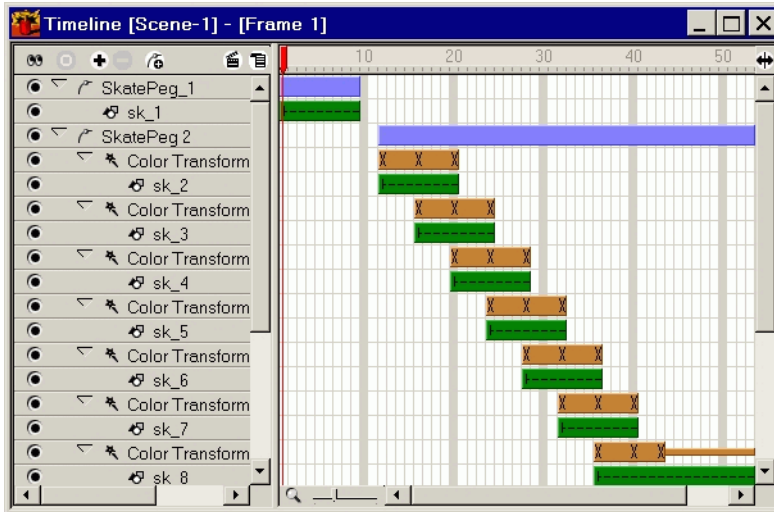 Timeline [Scene-1] - [Frame 1]
10 20 30 40 50
SkatePeg_1
sk_1
SkatePeg 2
Color Transform
sk_2
Color Transform
sk_3
Color Transform
sk_4
Color Transform
sk_5
Color Transform
sk_6
Color Transform
sk_7
Color Transform
sk_8